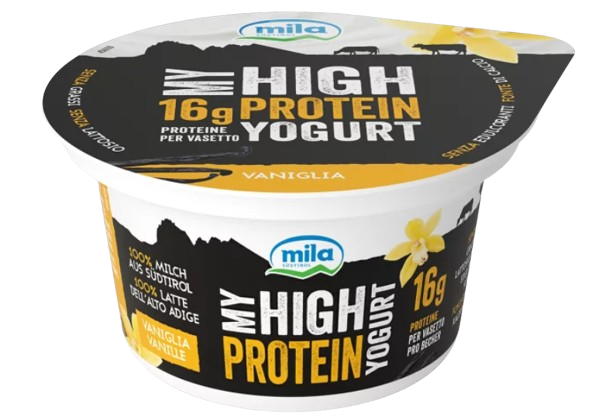 mila
SÜDTIROL
MY
HIGH
16g PROTEIN
PROTEINE
PER VASETTO
YOGURT
SENZA GRASSI SENZA LATTOSIO
SENZA EDULCORANTI FONTE DI CALCIO
VANIGLIA
mila
SÜDTIROL
100% MILCH
AUS SÜDTIROL
100% LATTE
DELL'ALTO ADIGE
VANIGLIA
VANILLE
MY
HIGH
PROTEIN
YOGURT
16g
PROTEINE
PER VASETTO
PRO BECHER